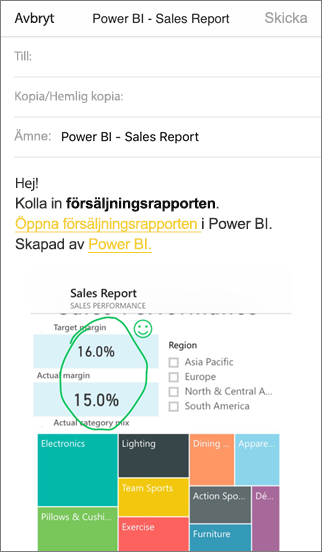 Avbryt Power BI - Sales Report Skicka
Till:
Kopia/Hemlig kopia:
Ämne: Power BI - Sales Report
Hej!
Kolla in försäljningsrapporten.
Öppna försäljningsrapporten i Power BI.
Skapad av Power BI.
Sales Report
SALES PERFORMANCE
Target margin
16.0%
Actual margin
15.0%
Actual category mix
Region
Asia Pacific
Europe
North & Central A...
South America
Electronics Lighting Dining ... Appare...
Team Sports
Action Spo... Dé...
Pillows & Cushi... Exercise Furniture